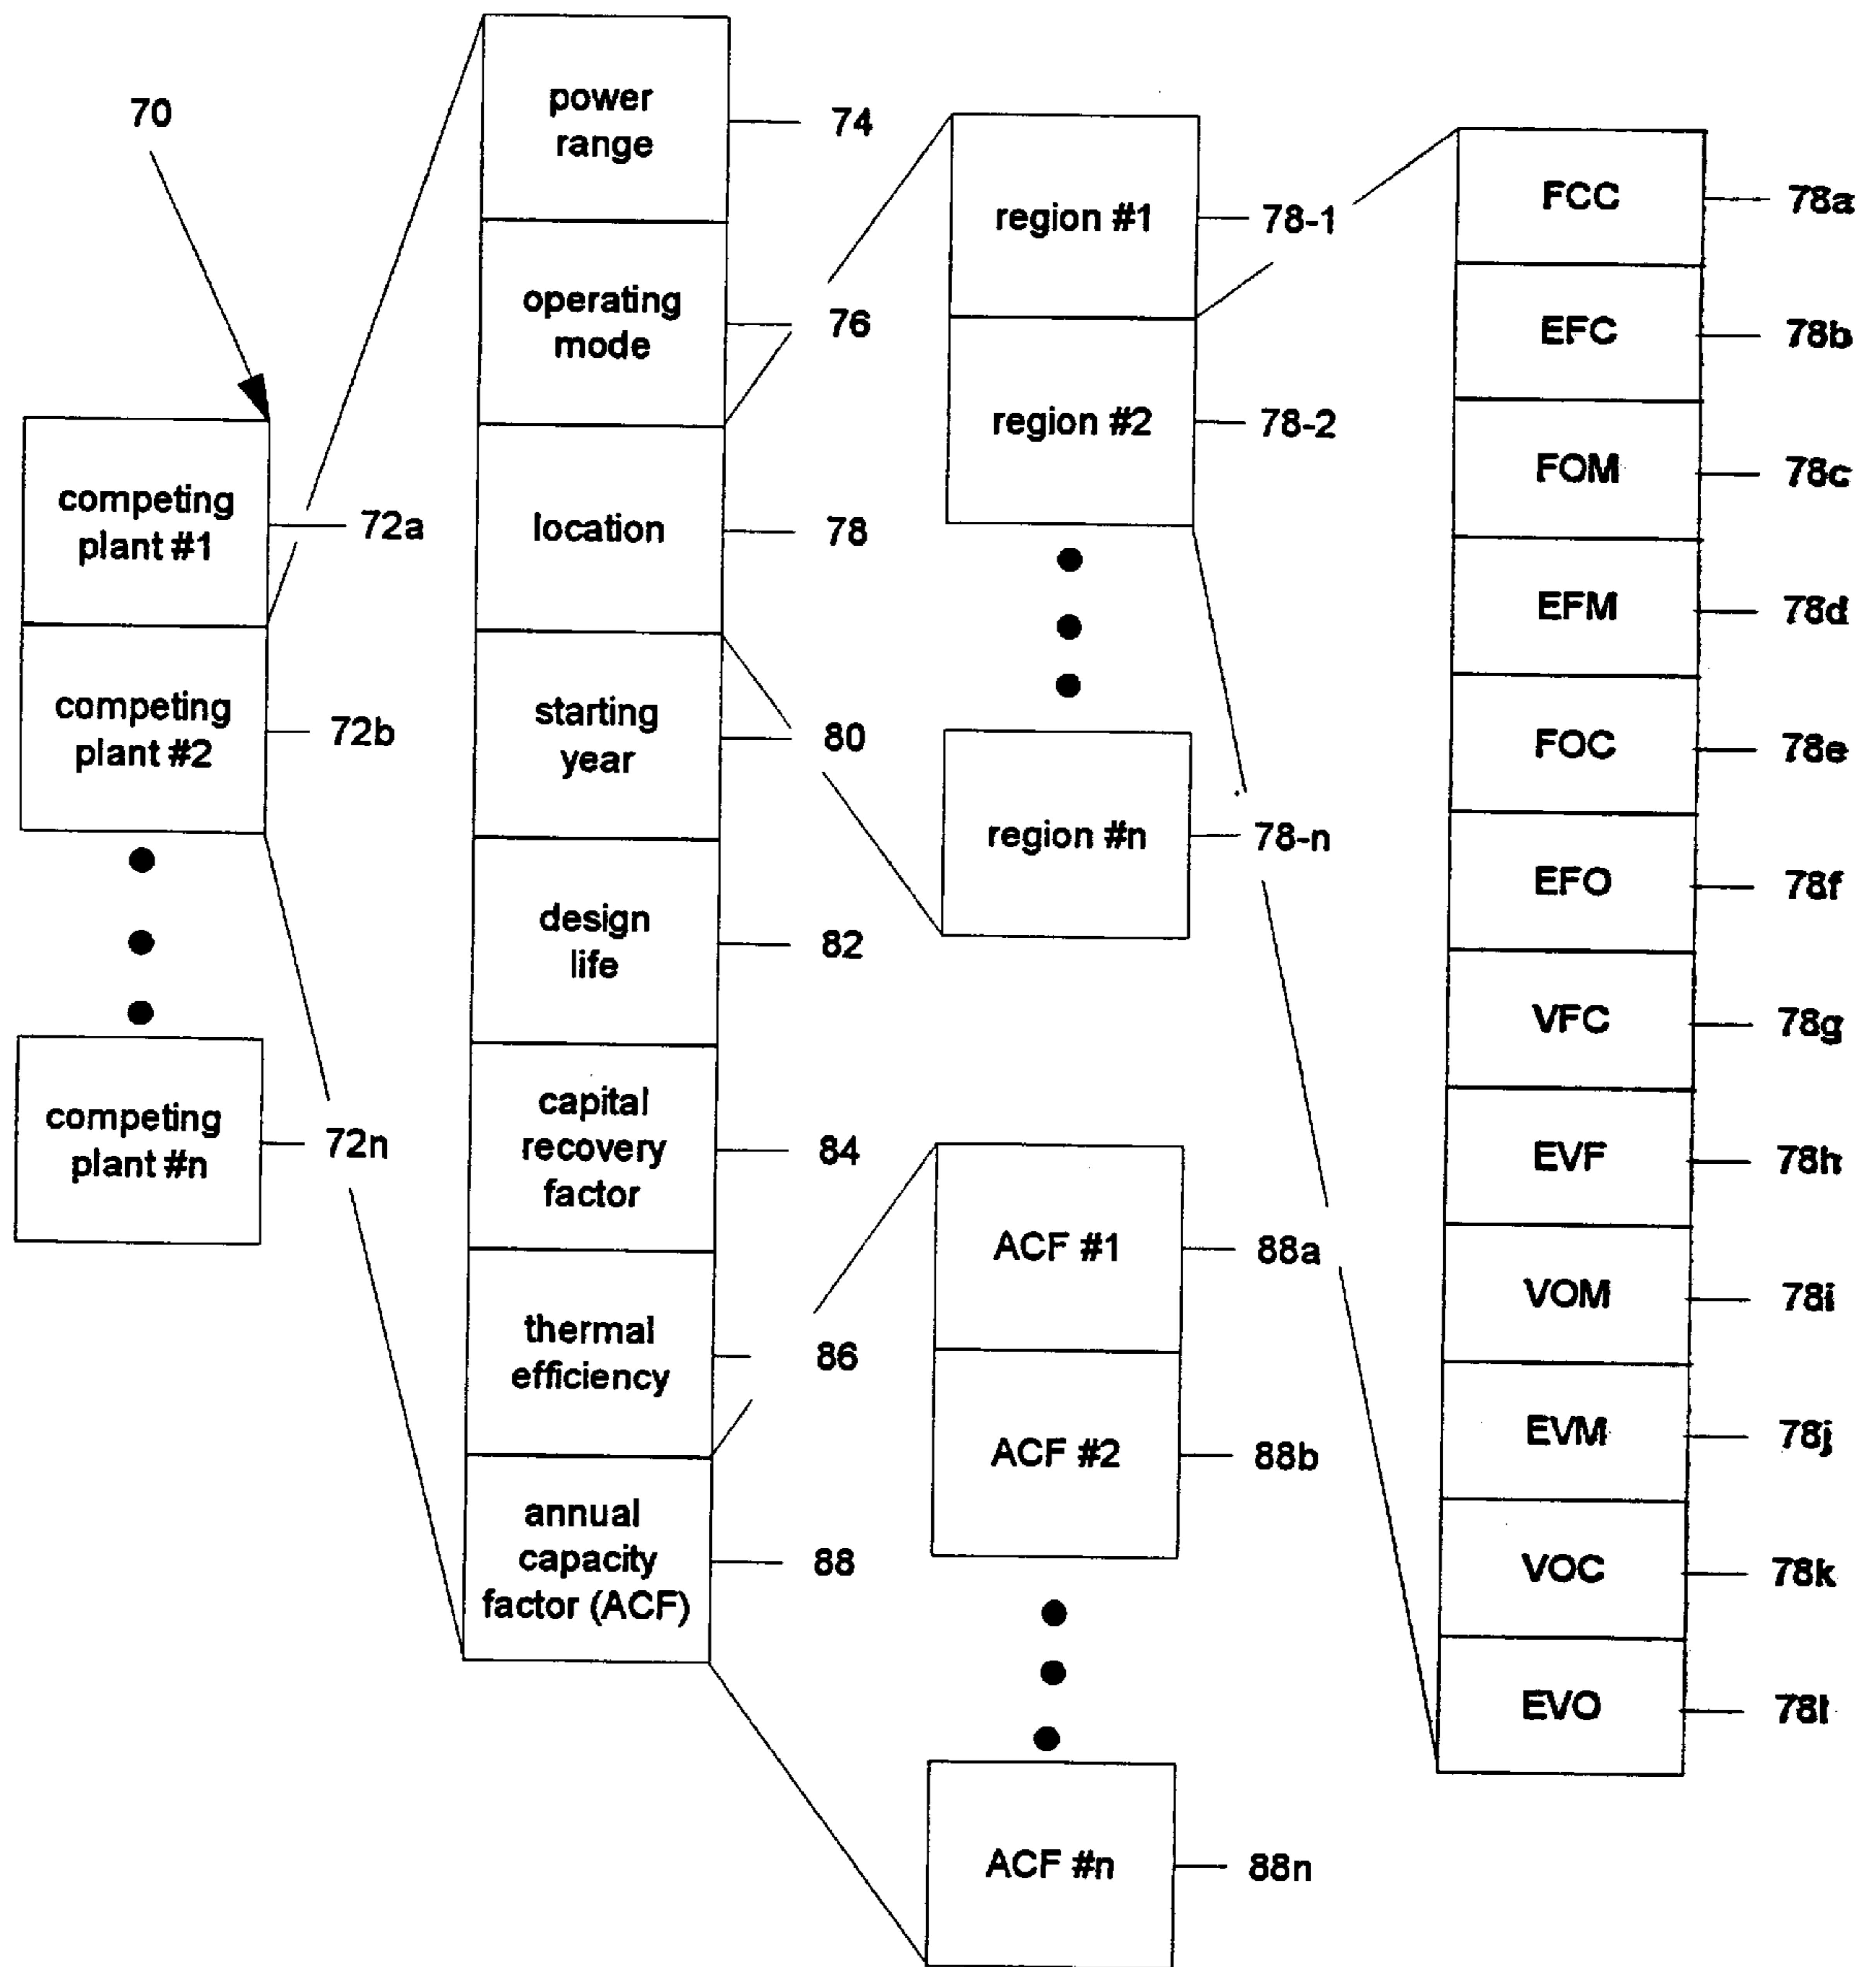 70
competing
plant #1
72a
competing
plant #2
72b
competing
plant #n
72n
power
range
74
operating
mode
76
location
78
starting
year
80
design
life
82
capital
recovery
factor
84
thermal
efficiency
86
annual
capacity
factor (ACF)
88
region #1
78-1
region #2
78-2
region #n
78-n
ACF #1
88a
ACF #2
88b
ACF #n
88n
FCC
78a
EFC
78b
FOM
78c
EFM
78d
FOC
78e
EFO
78f
VFC
78g
EVF
78h
VOM
78i
EVM
78j
VOC
78k
EVO
78l